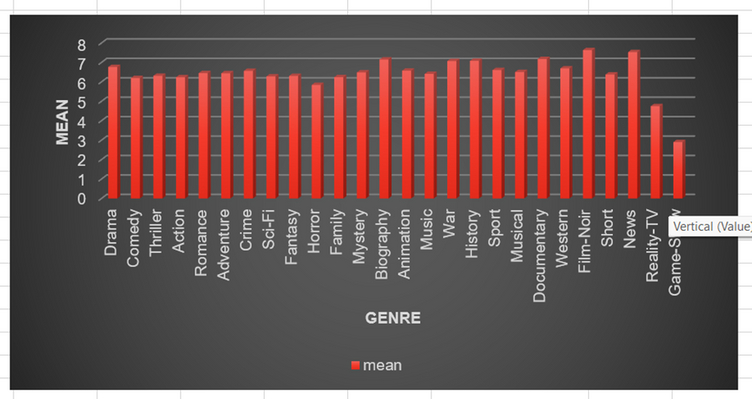 8
7
6
5
4
3
2
1
0
MEAN
Drama
Comedy
Thriller
Action
Romance
Adventure
Crime
Sci-Fi
Fantasy
Horror
Family
Mystery
Biography
Animation
Music
War
History
Sport
Musical
Documentary
Western
Film-Noir
Short
News
Reality-TV
Game-Show
Vertical (Value)
GENRE
mean